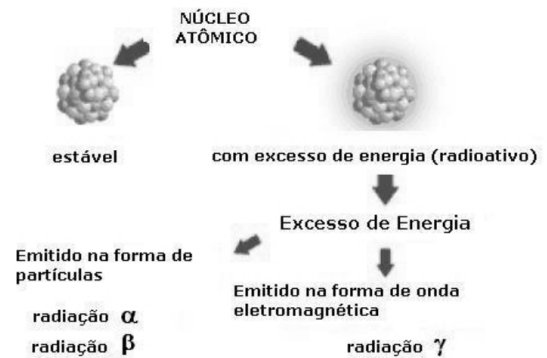 NÚCLEO
ATÔMICO
estável
com excesso de energia (radioativo)
Excesso de Energia
Emitido na forma de
partículas
radiação α
radiação β
Emitido na forma de onda
eletromagnética
radiação γ